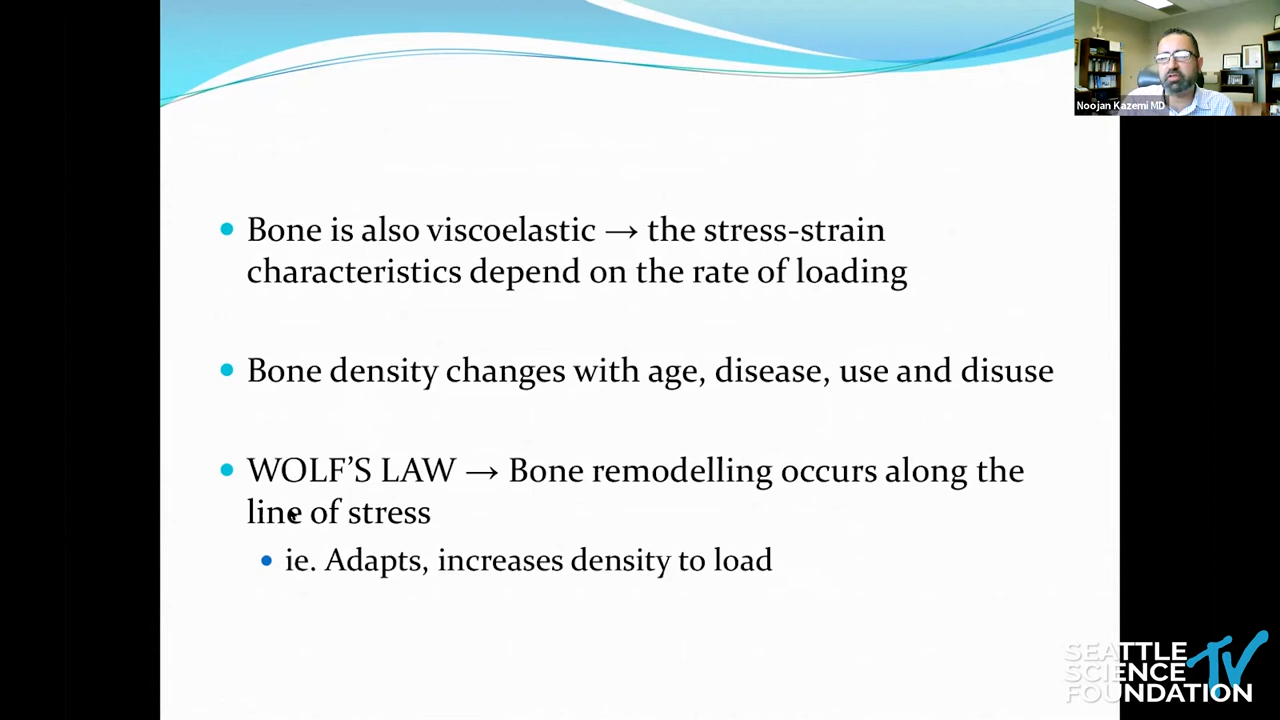 Noojan Kazemi MD
• Bone is also viscoelastic → the stress-strain
characteristics depend on the rate of loading
• Bone density changes with age, disease, use and disuse
• WOLF’S LAW → Bone remodelling occurs along the
line of stress
• ie. Adapts, increases density to load
SEATTLE
SCIENCE
FOUNDATION
TV